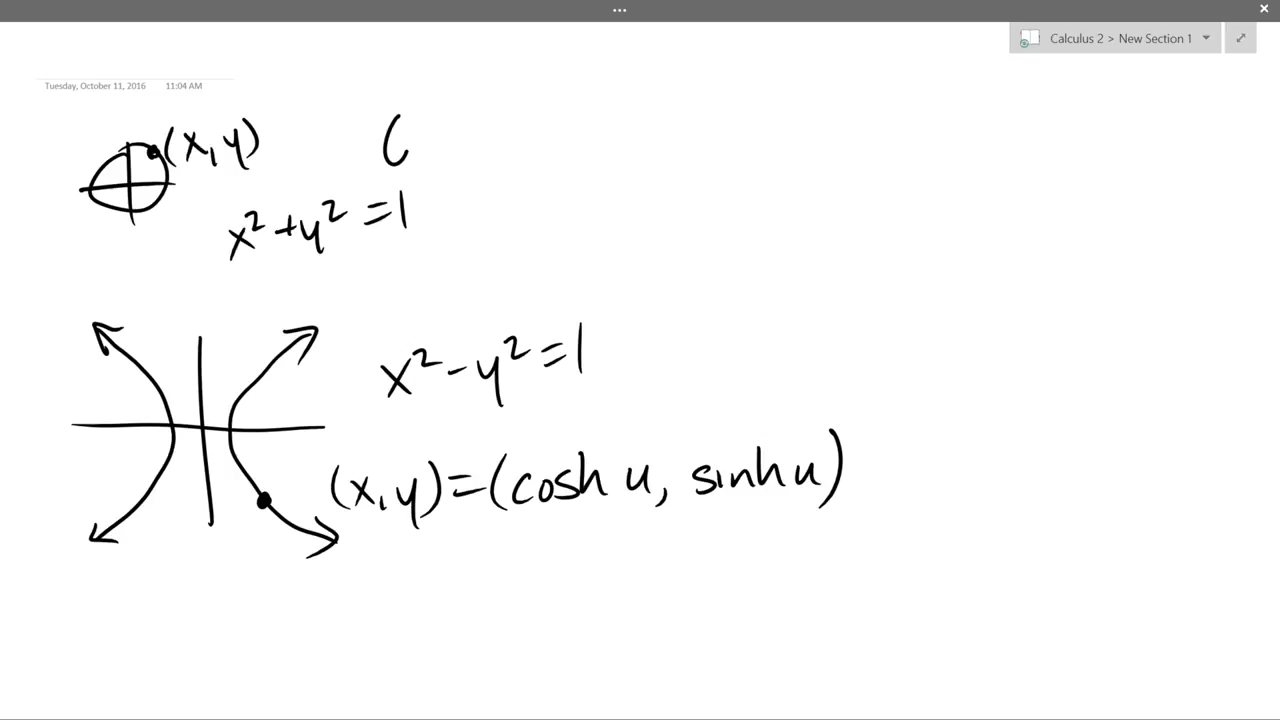 ...
Calculus 2 > New Section 1
Tuesday, October 11, 2016 11:04 AM
(x, y) (
x² + y² = 1
x² - y² = 1
(x, y) = (cosh u, sinh u)